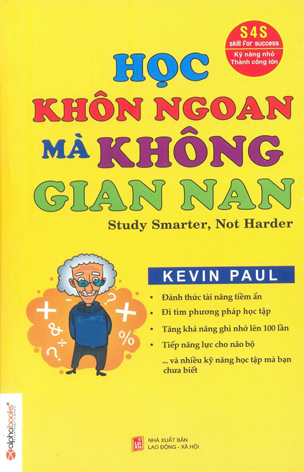 S4S
skill for success
Kỹ năng nhỏ
Thành công lớn
HỌC
KHÔN NGOAN
MÀ KHÔNG
GIAN NAN
Study Smarter, Not Harder
KEVIN PAUL
• Đánh thức tài năng tiềm ẩn
• Đi tìm phương pháp học tập
• Tăng khả năng ghi nhớ lên 100 lần
• Tiếp năng lực cho não bộ
... và nhiều kỹ năng học tập mà bạn
chưa biết
alphabooks
NHÀ XUẤT BẢN
LAO ĐỘNG - XÃ HỘI